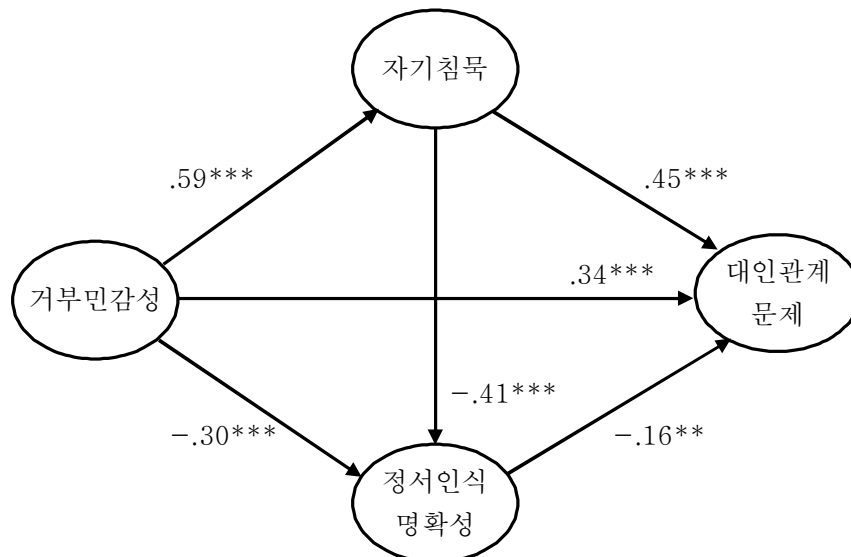 자기침묵
.59***
.45***
거부민감성
.34***
대인관계
문제
-.30***
-.41***
-.16**
정서인식
명확성